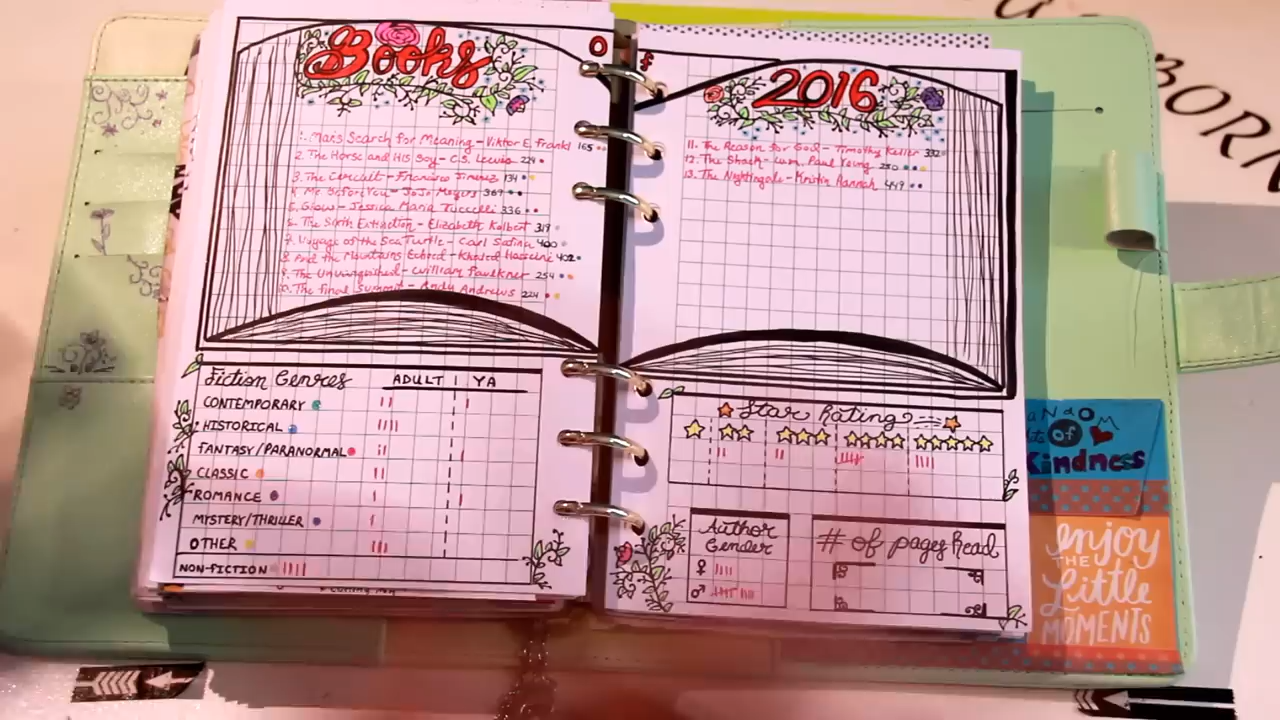 Books
O
f
2016
1. Man's Search for Meaning - Viktor E. Frankl 165
2. The Horse and His Boy - C.S. Lewis 224
3. The Circuit - Francisco Jimenez 134
4. Me Before You - JoJo Moyes 369
5. Glow - Jessica Maria Tuccelli 336
6. The Sixth Extinction - Elizabeth Kolbert 319
7. Voyage of the Sea Turtle - Carl Safina 400
8. And the Mountains Echoed - Khaled Hosseini 402
9. The Unvanquished - William Faulkner 254
10. The Final Summit - Andy Andrews 224
11. The Reason for God - Timothy Keller 332
12. The Shack - Wm. Paul Young 250
13. The Nightingale - Kristin Hannah 449
Fiction Genres
ADULT | YA
CONTEMPORARY
HISTORICAL
FANTASY/PARANORMAL
CLASSIC
ROMANCE
MYSTERY/THRILLER
OTHER
NON-FICTION
Star Rating
Author
Gender
♀
♂
# of pages Read
RaNdOM
of
Kindness
enjoy
THE
Little
MOMENTS
BORN